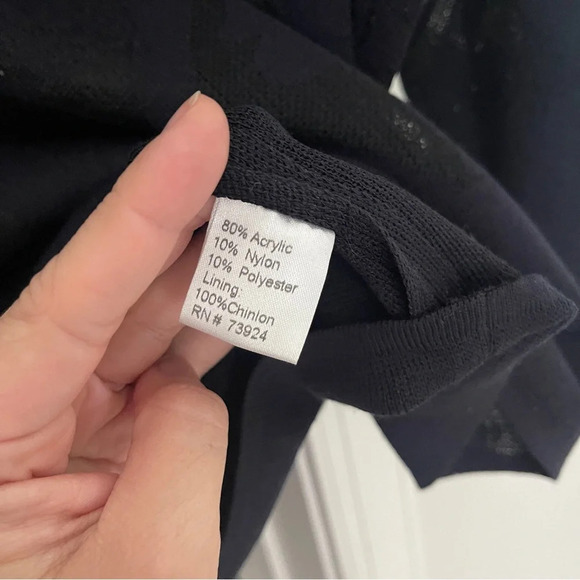 80% Acrylic
10% Nylon
10% Polyester
Lining:
100%Chinlon
RN# 73924